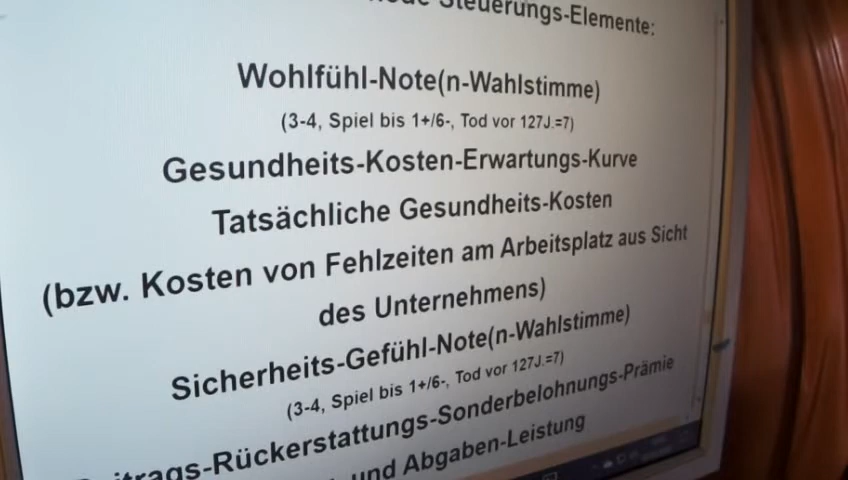 Steuerungs-Elemente:
Wohlfühl-Note(n-Wahlstimme)
(3-4, Spiel bis 1+/6-, Tod vor 127J.=7)
Gesundheits-Kosten-Erwartungs-Kurve
Tatsächliche Gesundheits-Kosten
(bzw. Kosten von Fehlzeiten am Arbeitsplatz aus Sicht
des Unternehmens)
Sicherheits-Gefühl-Note(n-Wahlstimme)
(3-4, Spiel bis 1+/6-, Tod vor 127J.=7)
-Rückerstattungs-Sonderbelohnungs-Prämie
und Abgaben-Leistung